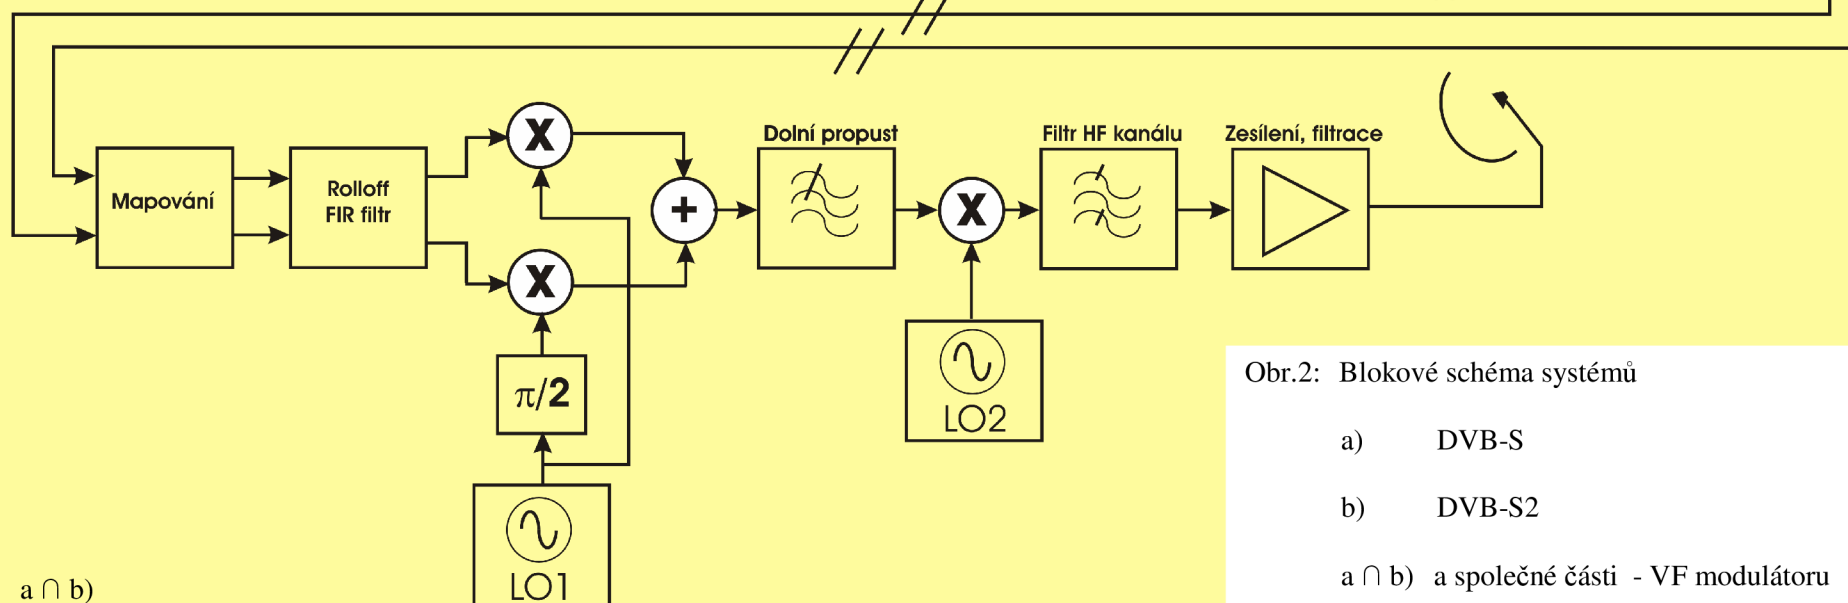 Mapování
Rolloff
FIR filtr
X
X
π/2
LO1
+
Dolní propust
X
LO2
Filtr HF kanálu
Zesílení, filtrace
a ∩ b)
Obr.2: Blokové schéma systémů
a) DVB-S
b) DVB-S2
a ∩ b) a společné části - VF modulátoru